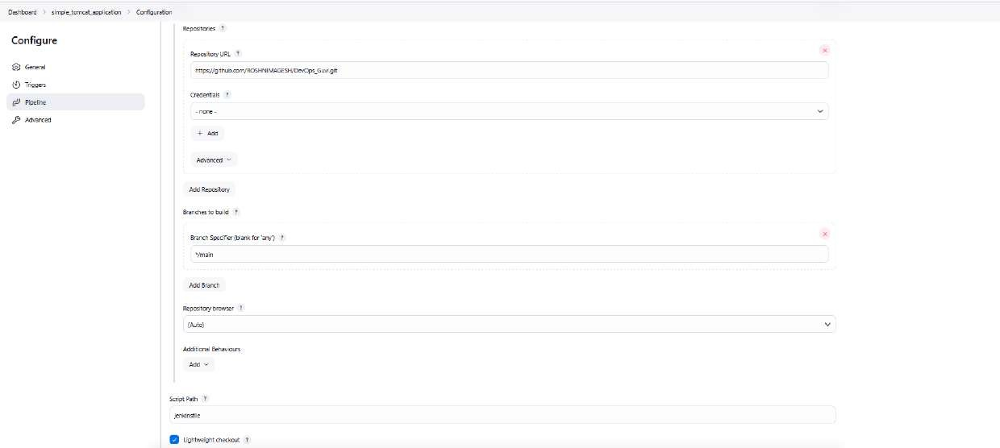 Dashboard > simple_tomcat_application > Configuration
Configure
General
Triggers
Pipeline
Advanced
Repositories ?
Repository URL ?
https://github.com/ROSHNIMAGESH/DevOps_Guvi.git
Credentials ?
- none -
+ Add
Advanced
Add Repository
Branches to build ?
Branch Specifier (blank for 'any') ?
*/main
Add Branch
Repository browser ?
(Auto)
Additional Behaviours
Add
Script Path ?
jenkinsfile
Lightweight checkout ?